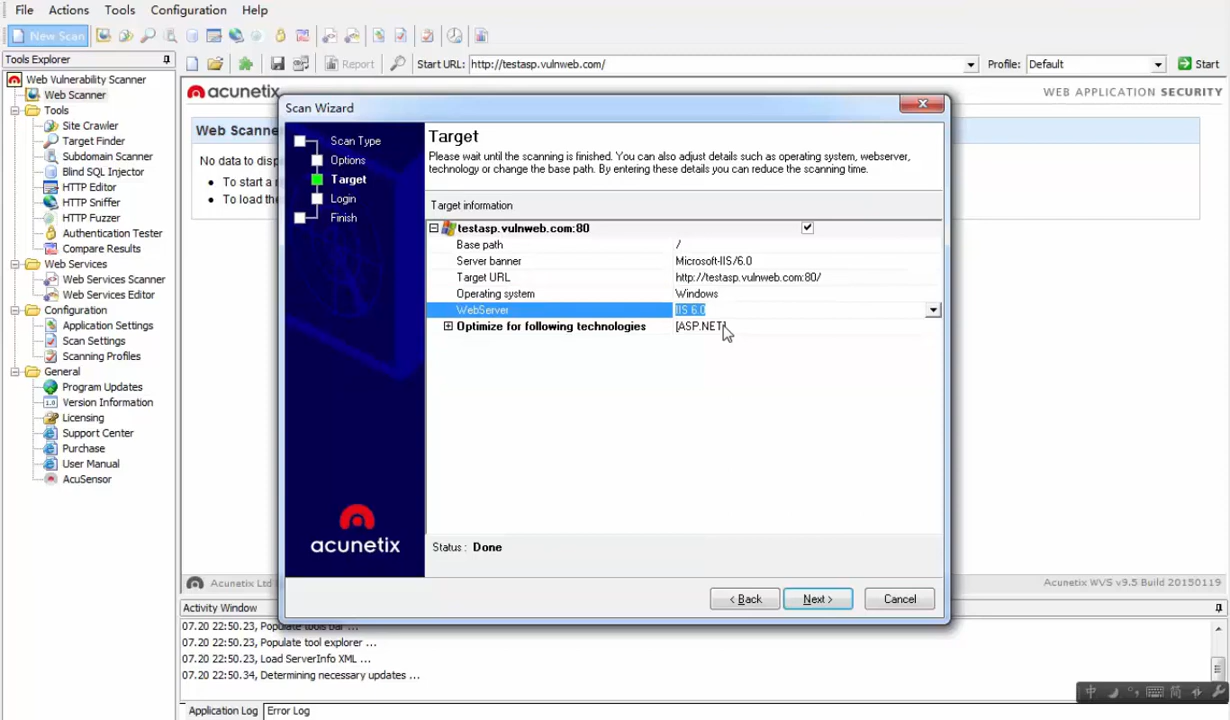 File Actions Tools Configuration Help
New Scan
Tools Explorer
Report Start URL: http://testasp.vulnweb.com/ Profile: Default Start
Web Vulnerability Scanner
Web Scanner
Tools
Site Crawler
Target Finder
Subdomain Scanner
Blind SQL Injector
HTTP Editor
HTTP Sniffer
HTTP Fuzzer
Authentication Tester
Compare Results
Web Services
Web Services Scanner
Web Services Editor
Configuration
Application Settings
Scan Settings
Scanning Profiles
General
Program Updates
Version Information
Licensing
Support Center
Purchase
User Manual
AcuSensor
acunetix WEB APPLICATION SECURITY
Web Scanne
No data to disp
• To start a
• To load the
Scan Wizard
Scan Type
Options
Target
Login
Finish
acunetix
Target
Please wait until the scanning is finished. You can also adjust details such as operating system, webserver,
technology or change the base path. By entering these details you can reduce the scanning time.
Target information
testasp.vulnweb.com:80
Base path /
Server banner Microsoft-IIS/6.0
Target URL http://testasp.vulnweb.com:80/
Operating system Windows
WebServer IIS 6.0
Optimize for following technologies [ASP.NET]
Status : Done
< Back Next > Cancel
Acunetix Ltd Acunetix WVS v9.5 Build 20150119
Activity Window
07.20 22:50.23, Populate tools bar ...
07.20 22:50.23, Populate tool explorer ...
07.20 22:50.23, Load ServerInfo XML ...
07.20 22:50.34, Determining necessary updates ...
Application Log Error Log
中 简